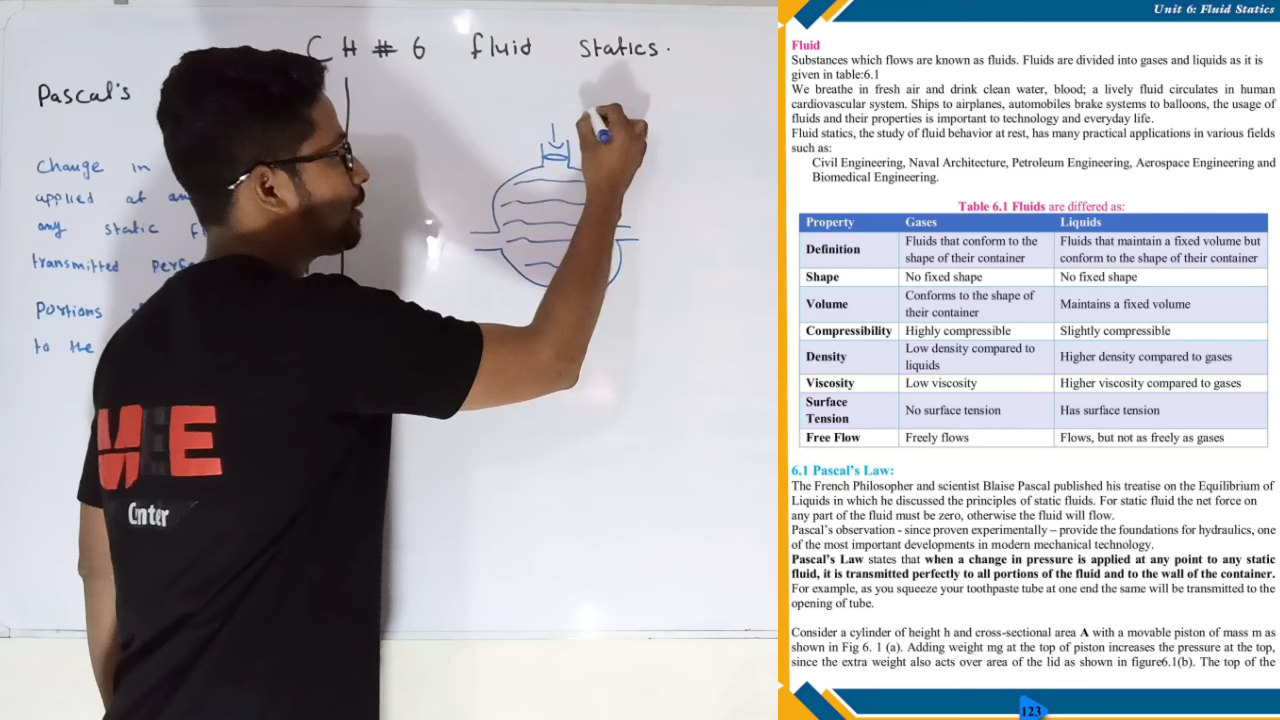 CH # 6 fluid statics.
Pascal's
Change in
applied at
any static
transmitted
Portions
to the
Cnter
Unit 6: Fluid Statics
Fluid
Substances which flows are known as fluids. Fluids are divided into gases and liquids as it is
given in table:6.1
We breathe in fresh air and drink clean water, blood; a lively fluid circulates in human
cardiovascular system. Ships to airplanes, automobiles brake systems to balloons, the usage of
fluids and their properties is important to technology and everyday life.
Fluid statics, the study of fluid behavior at rest, has many practical applications in various fields
such as:
Civil Engineering, Naval Architecture, Petroleum Engineering, Aerospace Engineering and
Biomedical Engineering.
Table 6.1 Fluids are differed as:
Property Gases Liquids
Definition Fluids that conform to the shape of their container Fluids that maintain a fixed volume but conform to the shape of their container
Shape No fixed shape No fixed shape
Volume Conforms to the shape of their container Maintains a fixed volume
Compressibility Highly compressible Slightly compressible
Density Low density compared to liquids Higher density compared to gases
Viscosity Low viscosity Higher viscosity compared to gases
Surface Tension No surface tension Has surface tension
Free Flow Freely flows Flows, but not as freely as gases
6.1 Pascal's Law:
The French Philosopher and scientist Blaise Pascal published his treatise on the Equilibrium of
Liquids in which he discussed the principles of static fluids. For static fluid the net force on
any part of the fluid must be zero, otherwise the fluid will flow.
Pascal's observation - since proven experimentally – provide the foundations for hydraulics, one
of the most important developments in modern mechanical technology.
Pascal's Law states that when a change in pressure is applied at any point to any static
fluid, it is transmitted perfectly to all portions of the fluid and to the wall of the container.
For example, as you squeeze your toothpaste tube at one end the same will be transmitted to the
opening of tube.
Consider a cylinder of height h and cross-sectional area A with a movable piston of mass m as
shown in Fig 6. 1 (a). Adding weight mg at the top of piston increases the pressure at the top,
since the extra weight also acts over area of the lid as shown in figure6.1(b). The top of the
123